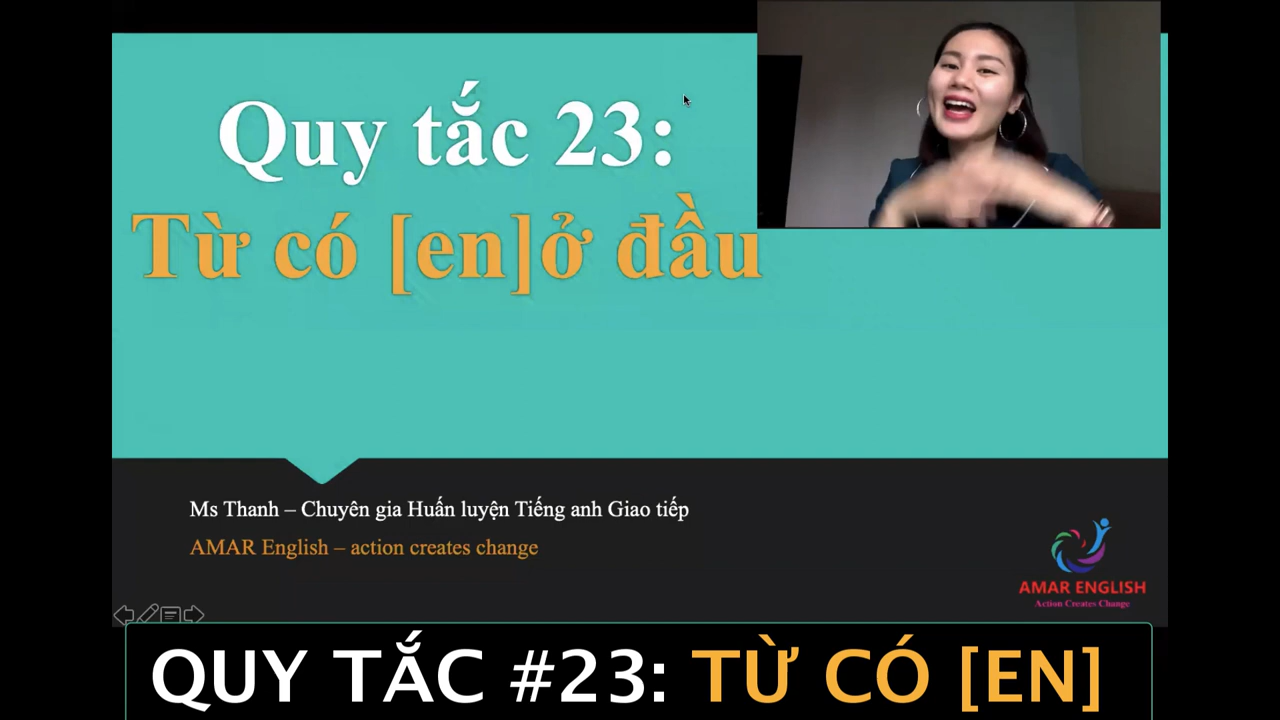 Quy tắc 23:
Từ có [en]ở đầu
Ms Thanh – Chuyên gia Huấn luyện Tiếng anh Giao tiếp
AMAR English – action creates change
AMAR ENGLISH
Action Creates Change
QUY TẮC #23: TỪ CÓ [EN]